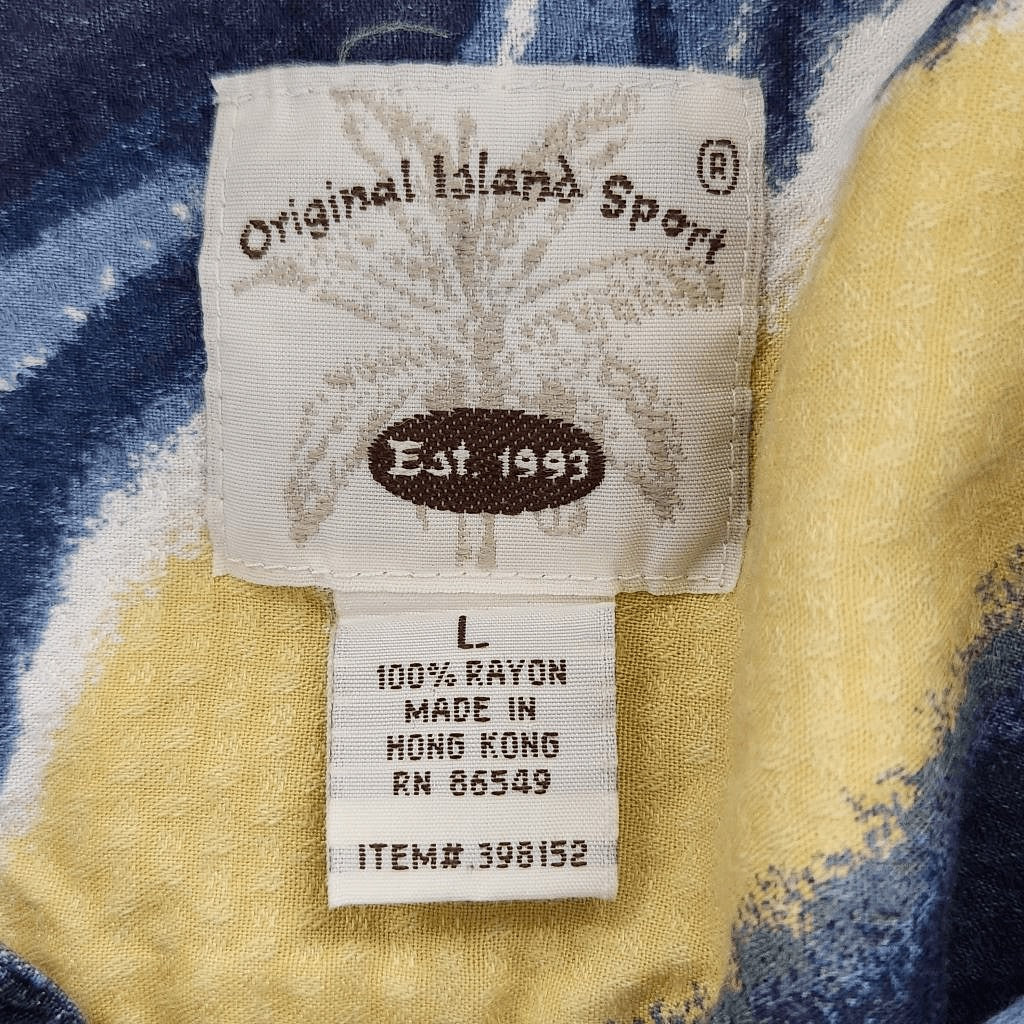 Original Island Sport ®
Est 1993
L
100% RAYON
MADE IN
HONG KONG
RN 86549
ITEM# 398152